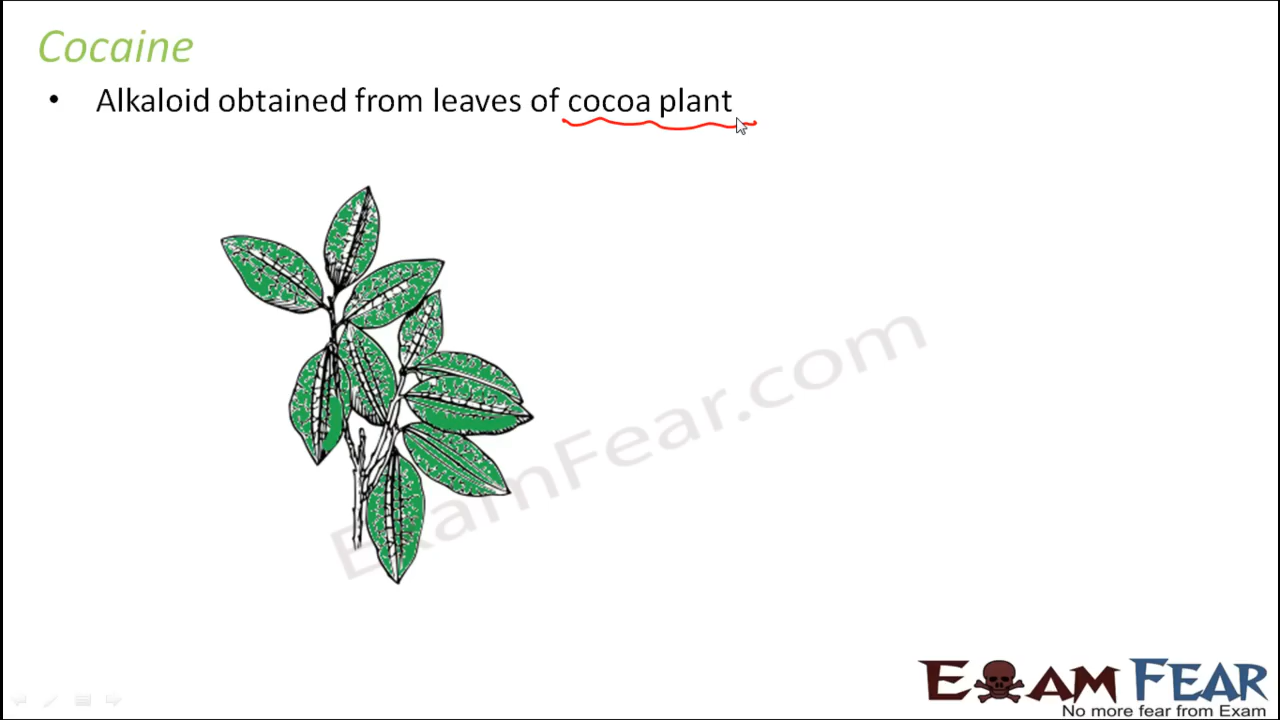 Cocaine
• Alkaloid obtained from leaves of cocoa plant
ExamFear.com
EXAM FEAR
No more fear from Exam